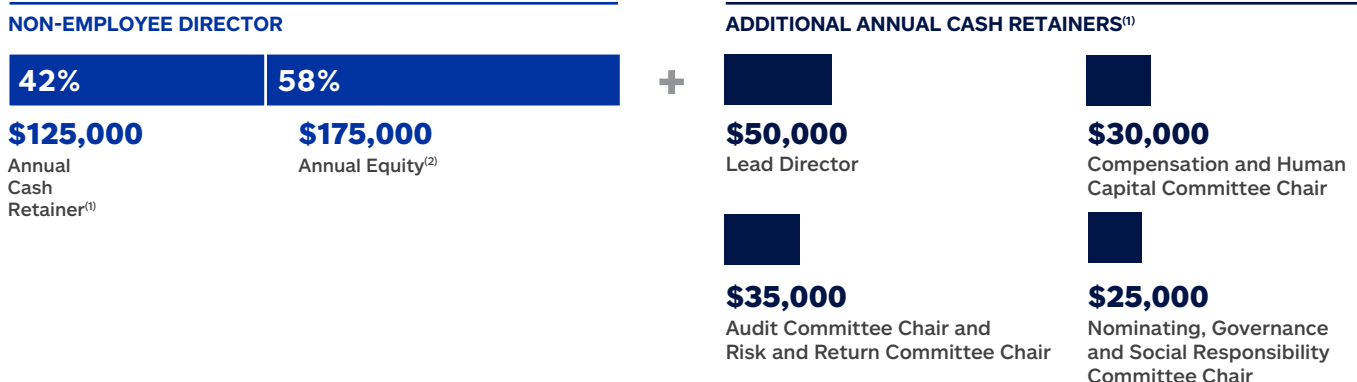 NON-EMPLOYEE DIRECTOR
42%
58%
$125,000
Annual
Cash
Retainer(1)
$175,000
Annual Equity(2)
+
ADDITIONAL ANNUAL CASH RETAINERS(1)
$50,000
Lead Director
$30,000
Compensation and Human
Capital Committee Chair
$35,000
Audit Committee Chair and
Risk and Return Committee Chair
$25,000
Nominating, Governance
and Social Responsibility
Committee Chair